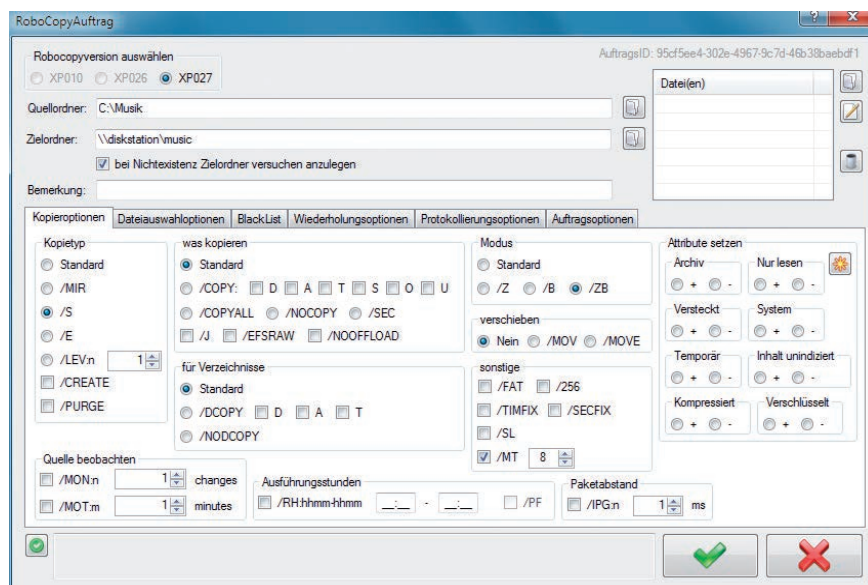 RoboCopyAuftrag
Robocopyversion auswählen
XP010 XP026 XP027
AuftragsID: 95cf5ee4-302e-4967-9c7d-46b38baebdf1
Datei(en)
Quellordner: C:\Musik
Zielordner: \\diskstation\music
bei Nichtexistenz Zielordner versuchen anzulegen
Bemerkung:
Kopieroptionen Dateiauswahloptionen BlackList Wiederholungsoptionen Protokollierungsoptionen Auftragsoptionen
Kopietyp
Standard
/MIR
/S
/E
/LEV:n 1
/CREATE
/PURGE
was kopieren
Standard
/COPY: D A T S O U
/COPYALL /NOCOPY /SEC
/J /EFSRAW /NOOFFLOAD
für Verzeichnisse
Standard
/DCOPY D A T
/NODCOPY
Modus
Standard
/Z /B /ZB
verschieben
Nein /MOV /MOVE
sonstige
/FAT /256
/TIMFIX /SECFIX
/SL
/MT 8
Attribute setzen
Archiv Nur lesen
+ - + -
Versteckt System
+ - + -
Temporär Inhalt unindiziert
+ - + -
Kompressiert Verschlüsselt
+ - + -
Quelle beobachten
/MON:n 1 changes
/MOT:m 1 minutes
Ausführungsstunden
/RH:hhmm-hhmm __:__ - __:__ /PF
Paketabstand
/IPG:n 1 ms